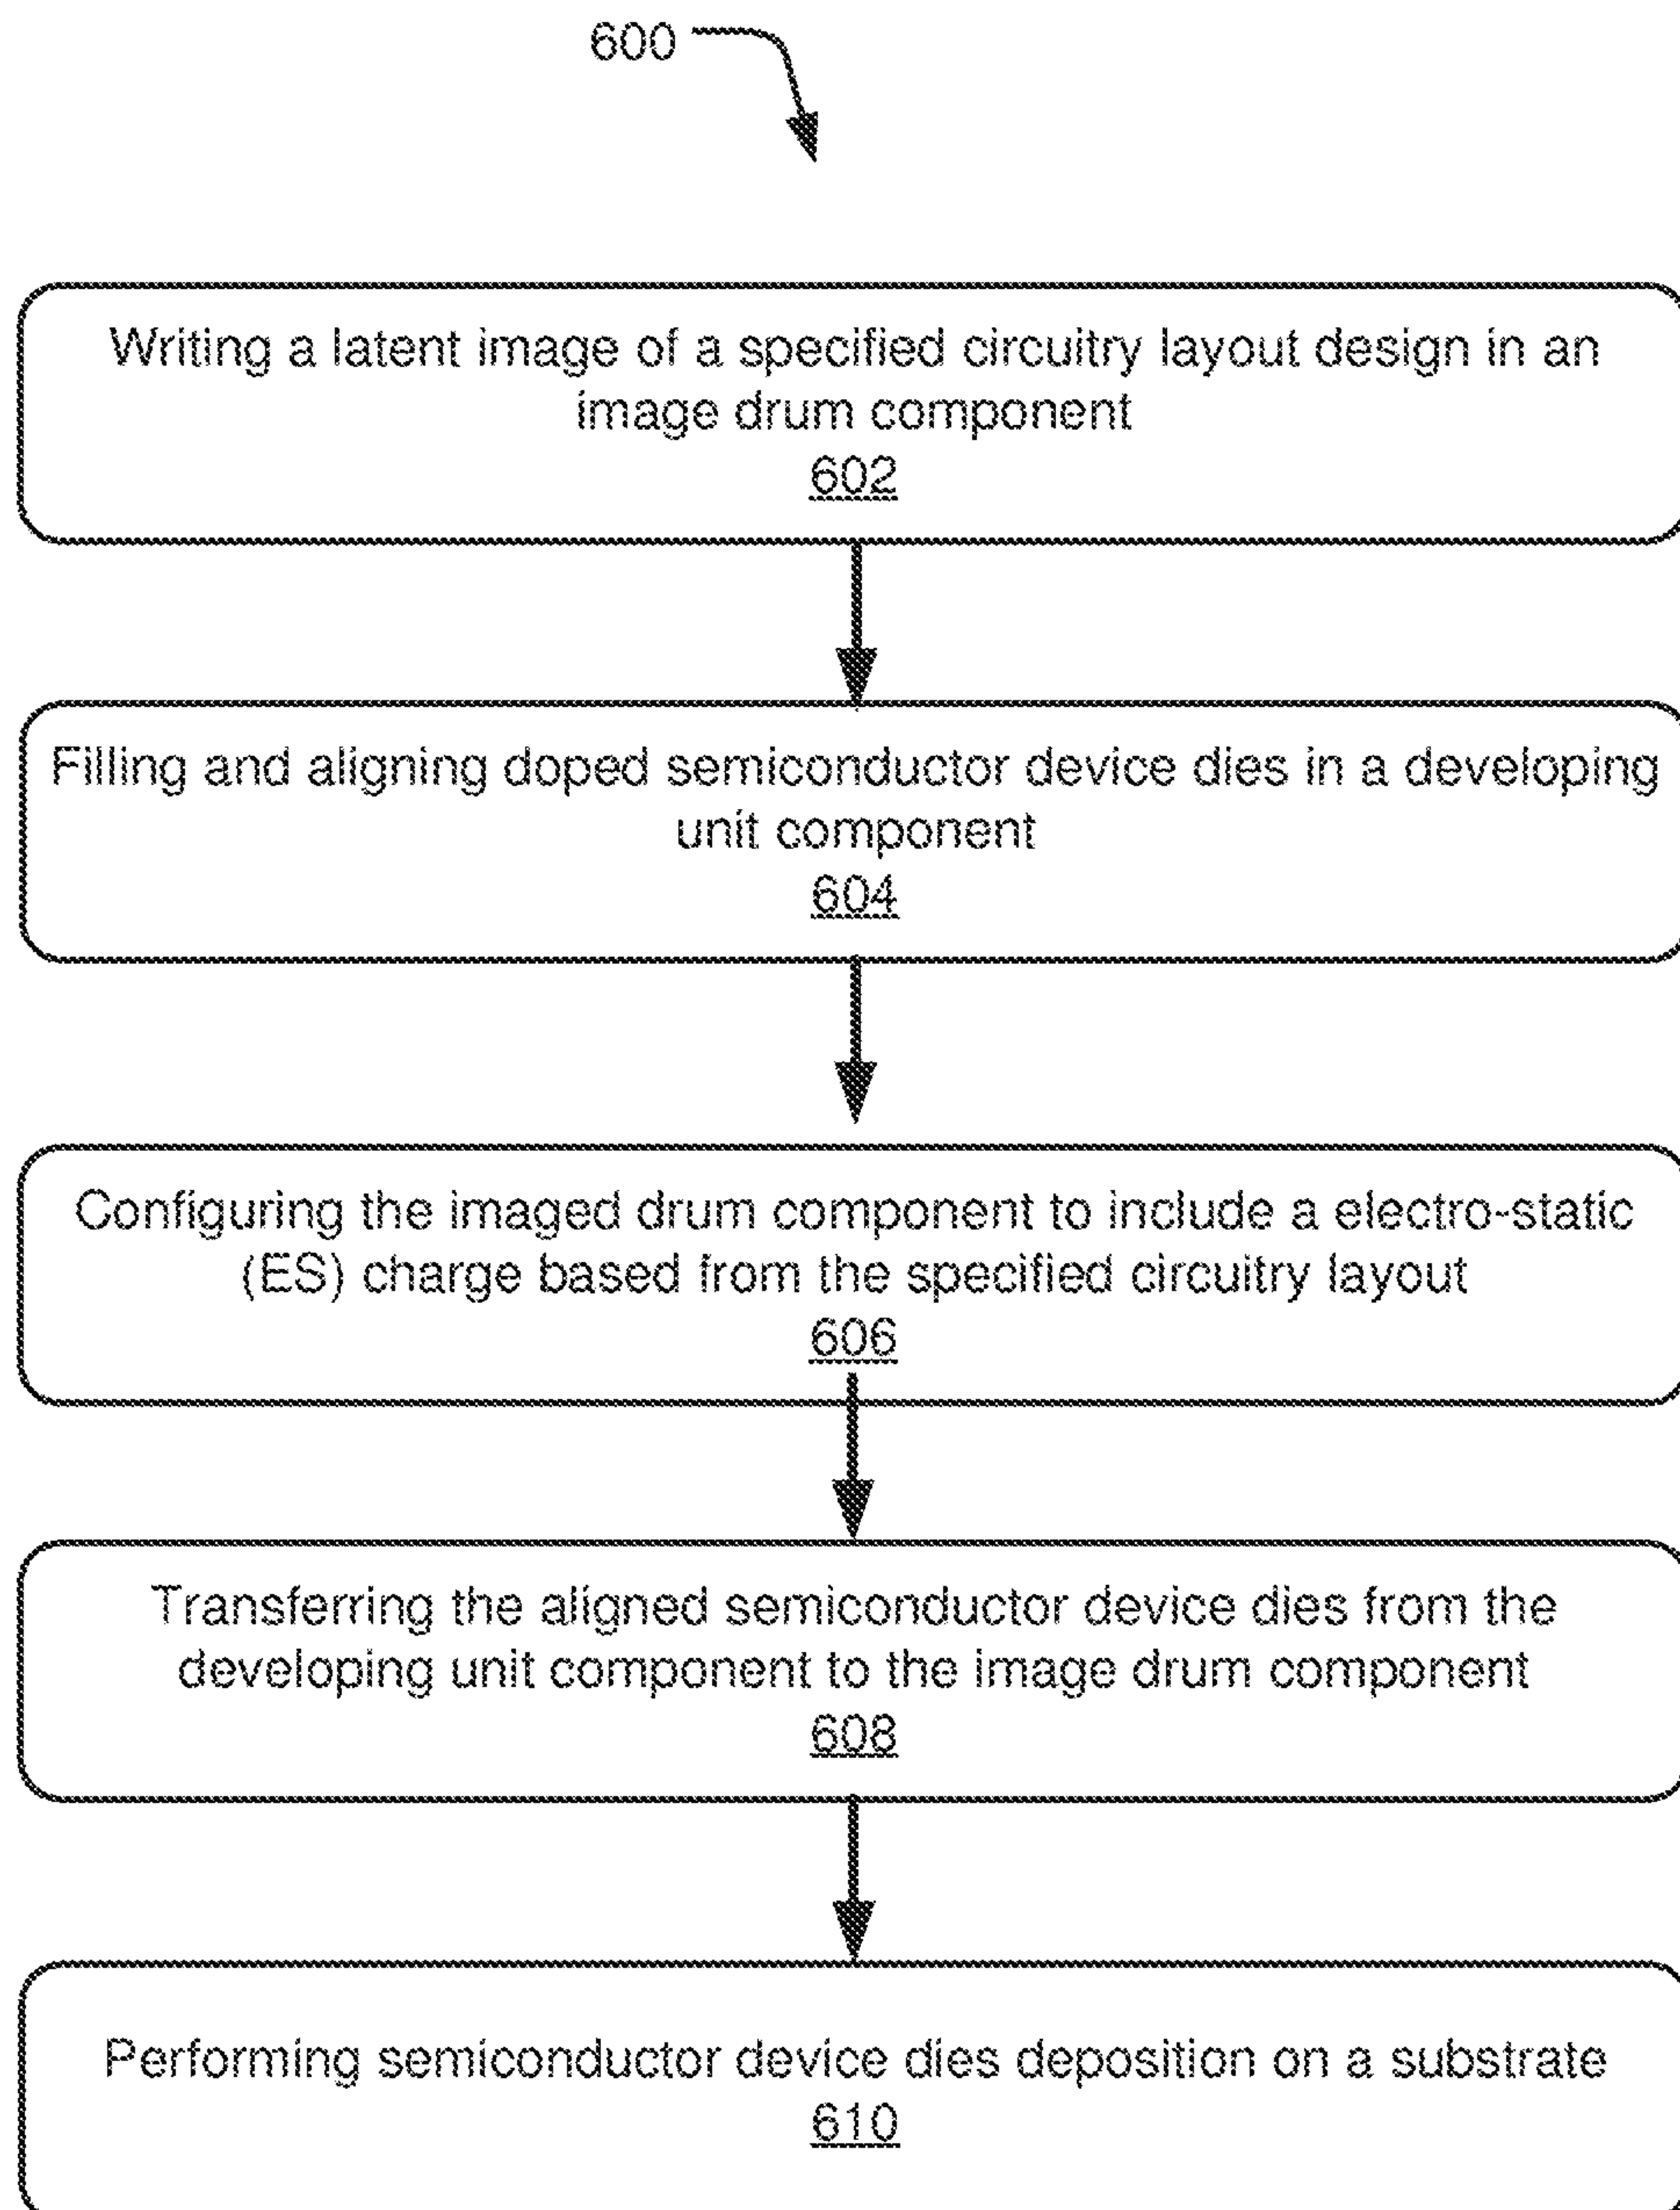 600
Writing a latent image of a specified circuitry layout design in an
image drum component
602
Filling and aligning doped semiconductor device dies in a developing
unit component
604
Configuring the imaged drum component to include a electro-static
(ES) charge based from the specified circuitry layout
606
Transferring the aligned semiconductor device dies from the
developing unit component to the image drum component
608
Performing semiconductor device dies deposition on a substrate
610